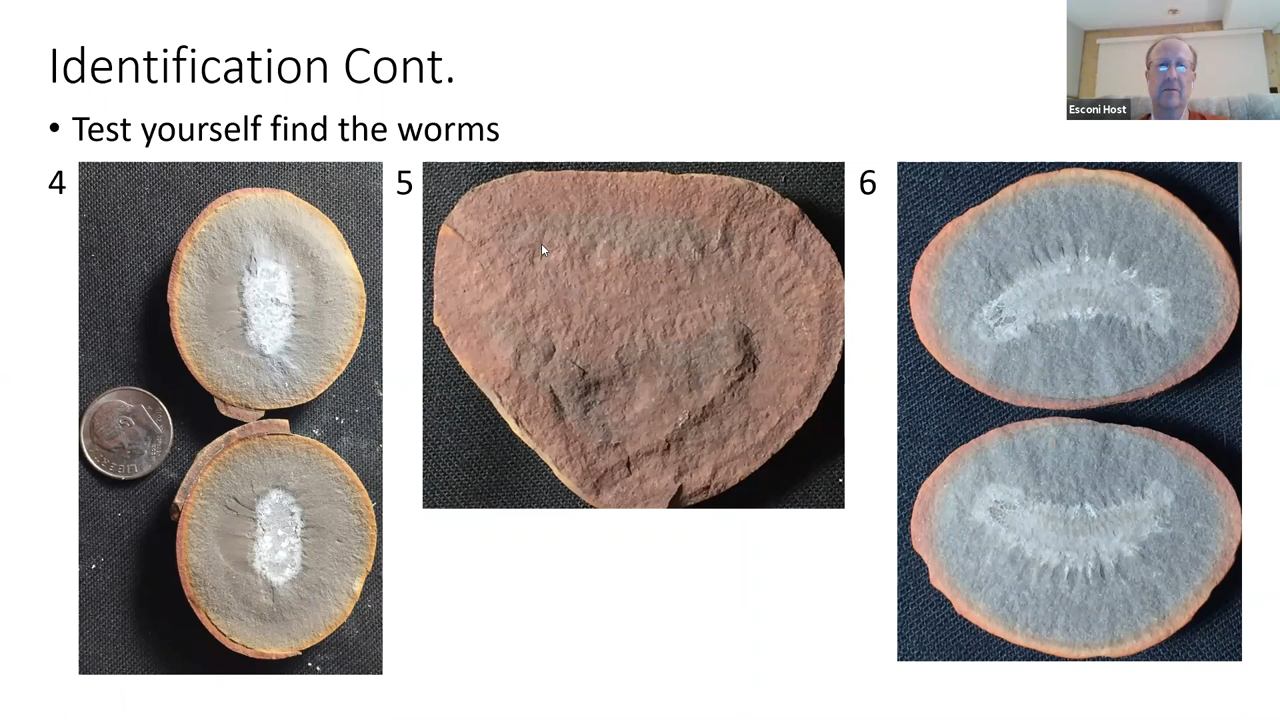 Identification Cont.
• Test yourself find the worms
4
5
6
Esconi Host